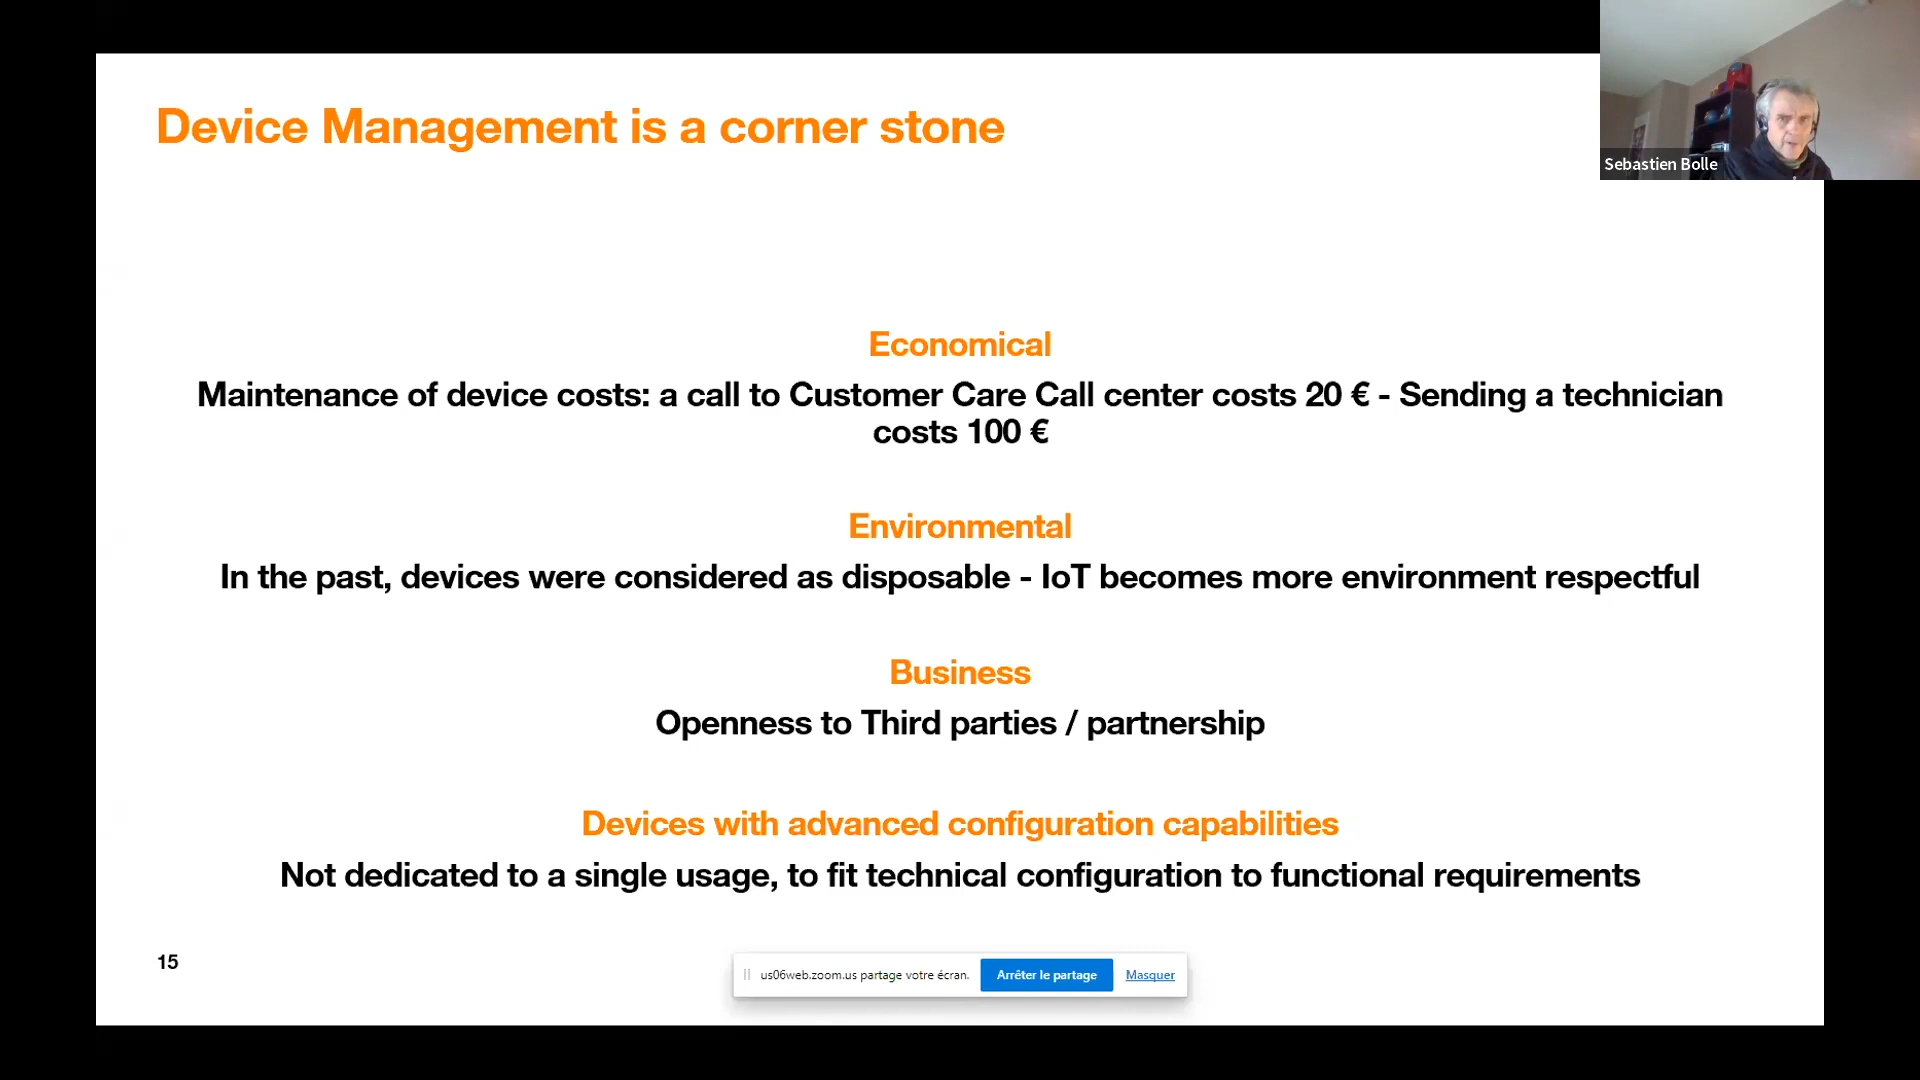 Device Management is a corner stone
Sebastien Bolle
Economical
Maintenance of device costs: a call to Customer Care Call center costs 20 € - Sending a technician
costs 100 €
Environmental
In the past, devices were considered as disposable - IoT becomes more environment respectful
Business
Openness to Third parties / partnership
Devices with advanced configuration capabilities
Not dedicated to a single usage, to fit technical configuration to functional requirements
15
us06web.zoom.us partage votre écran.
Arrêter le partage
Masquer